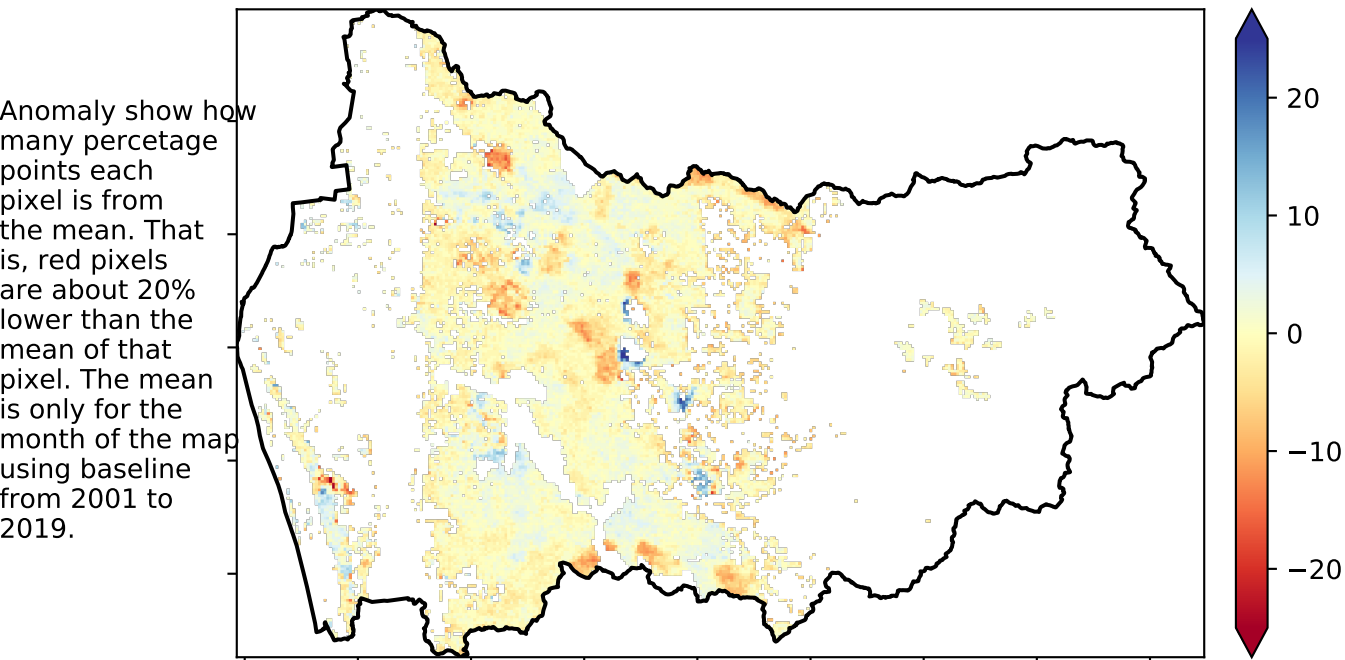 Anomaly show how
many percetage
points each
pixel is from
the mean. That
is, red pixels
are about 20%
lower than the
mean of that
pixel. The mean
is only for the
month of the map
using baseline
from 2001 to
2019.
20
10
0
−10
−20